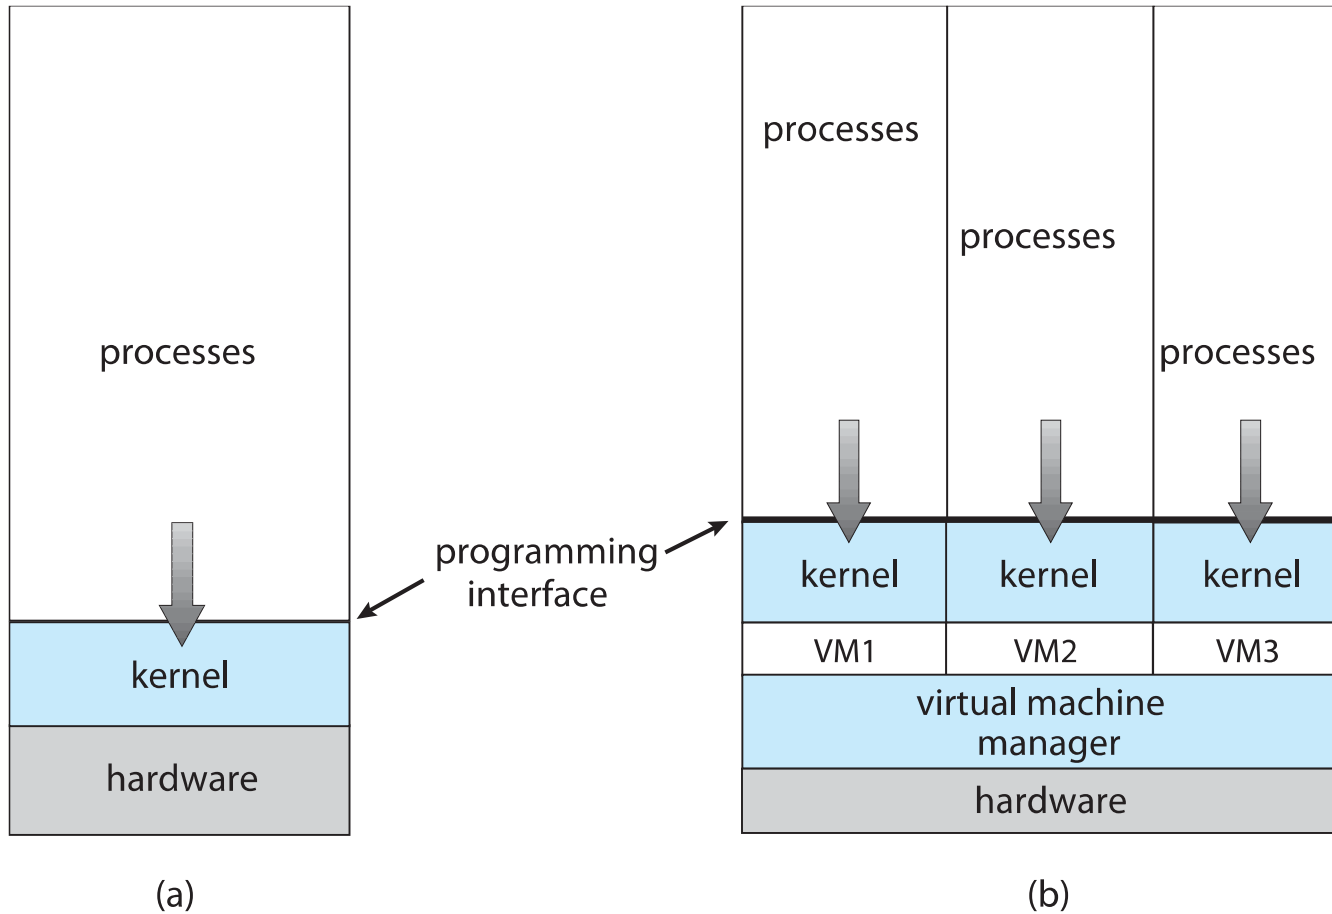 processes
kernel
hardware
(a)
programming
interface
processes
processes
processes
kernel
kernel
kernel
VM1
VM2
VM3
virtual machine
manager
hardware
(b)